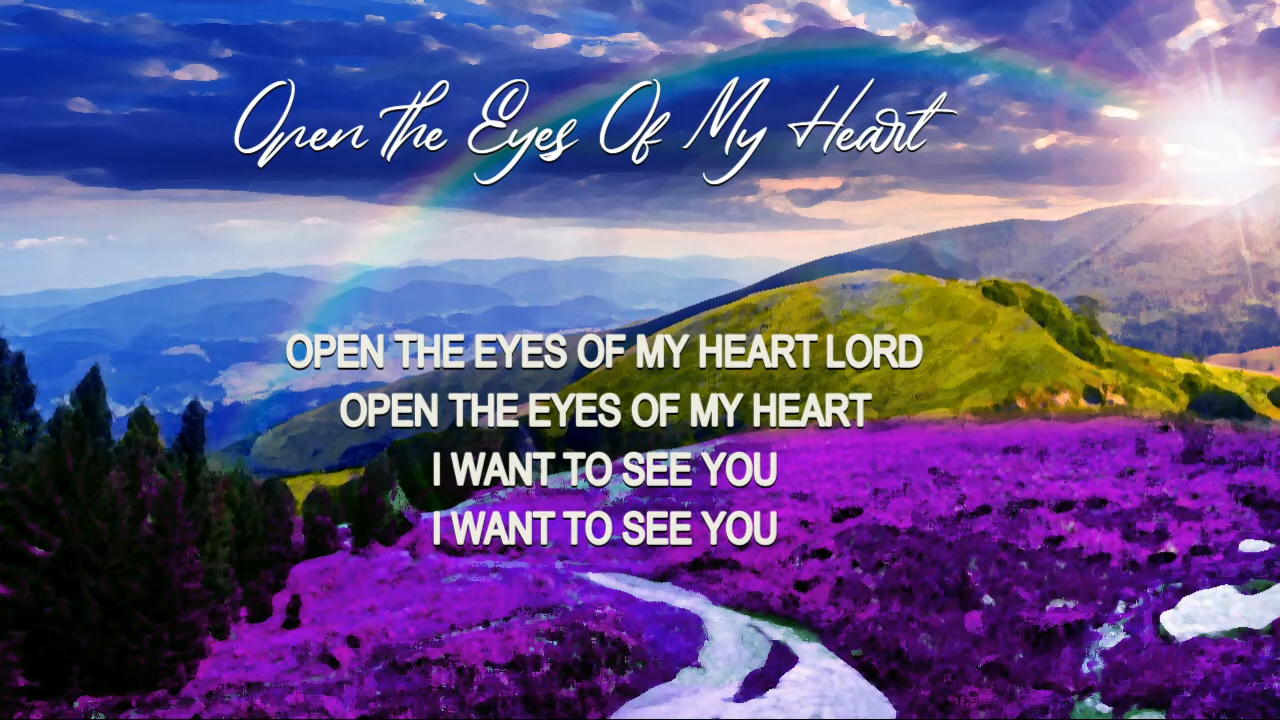 Open the Eyes Of My Heart
OPEN THE EYES OF MY HEART LORD
OPEN THE EYES OF MY HEART
I WANT TO SEE YOU
I WANT TO SEE YOU